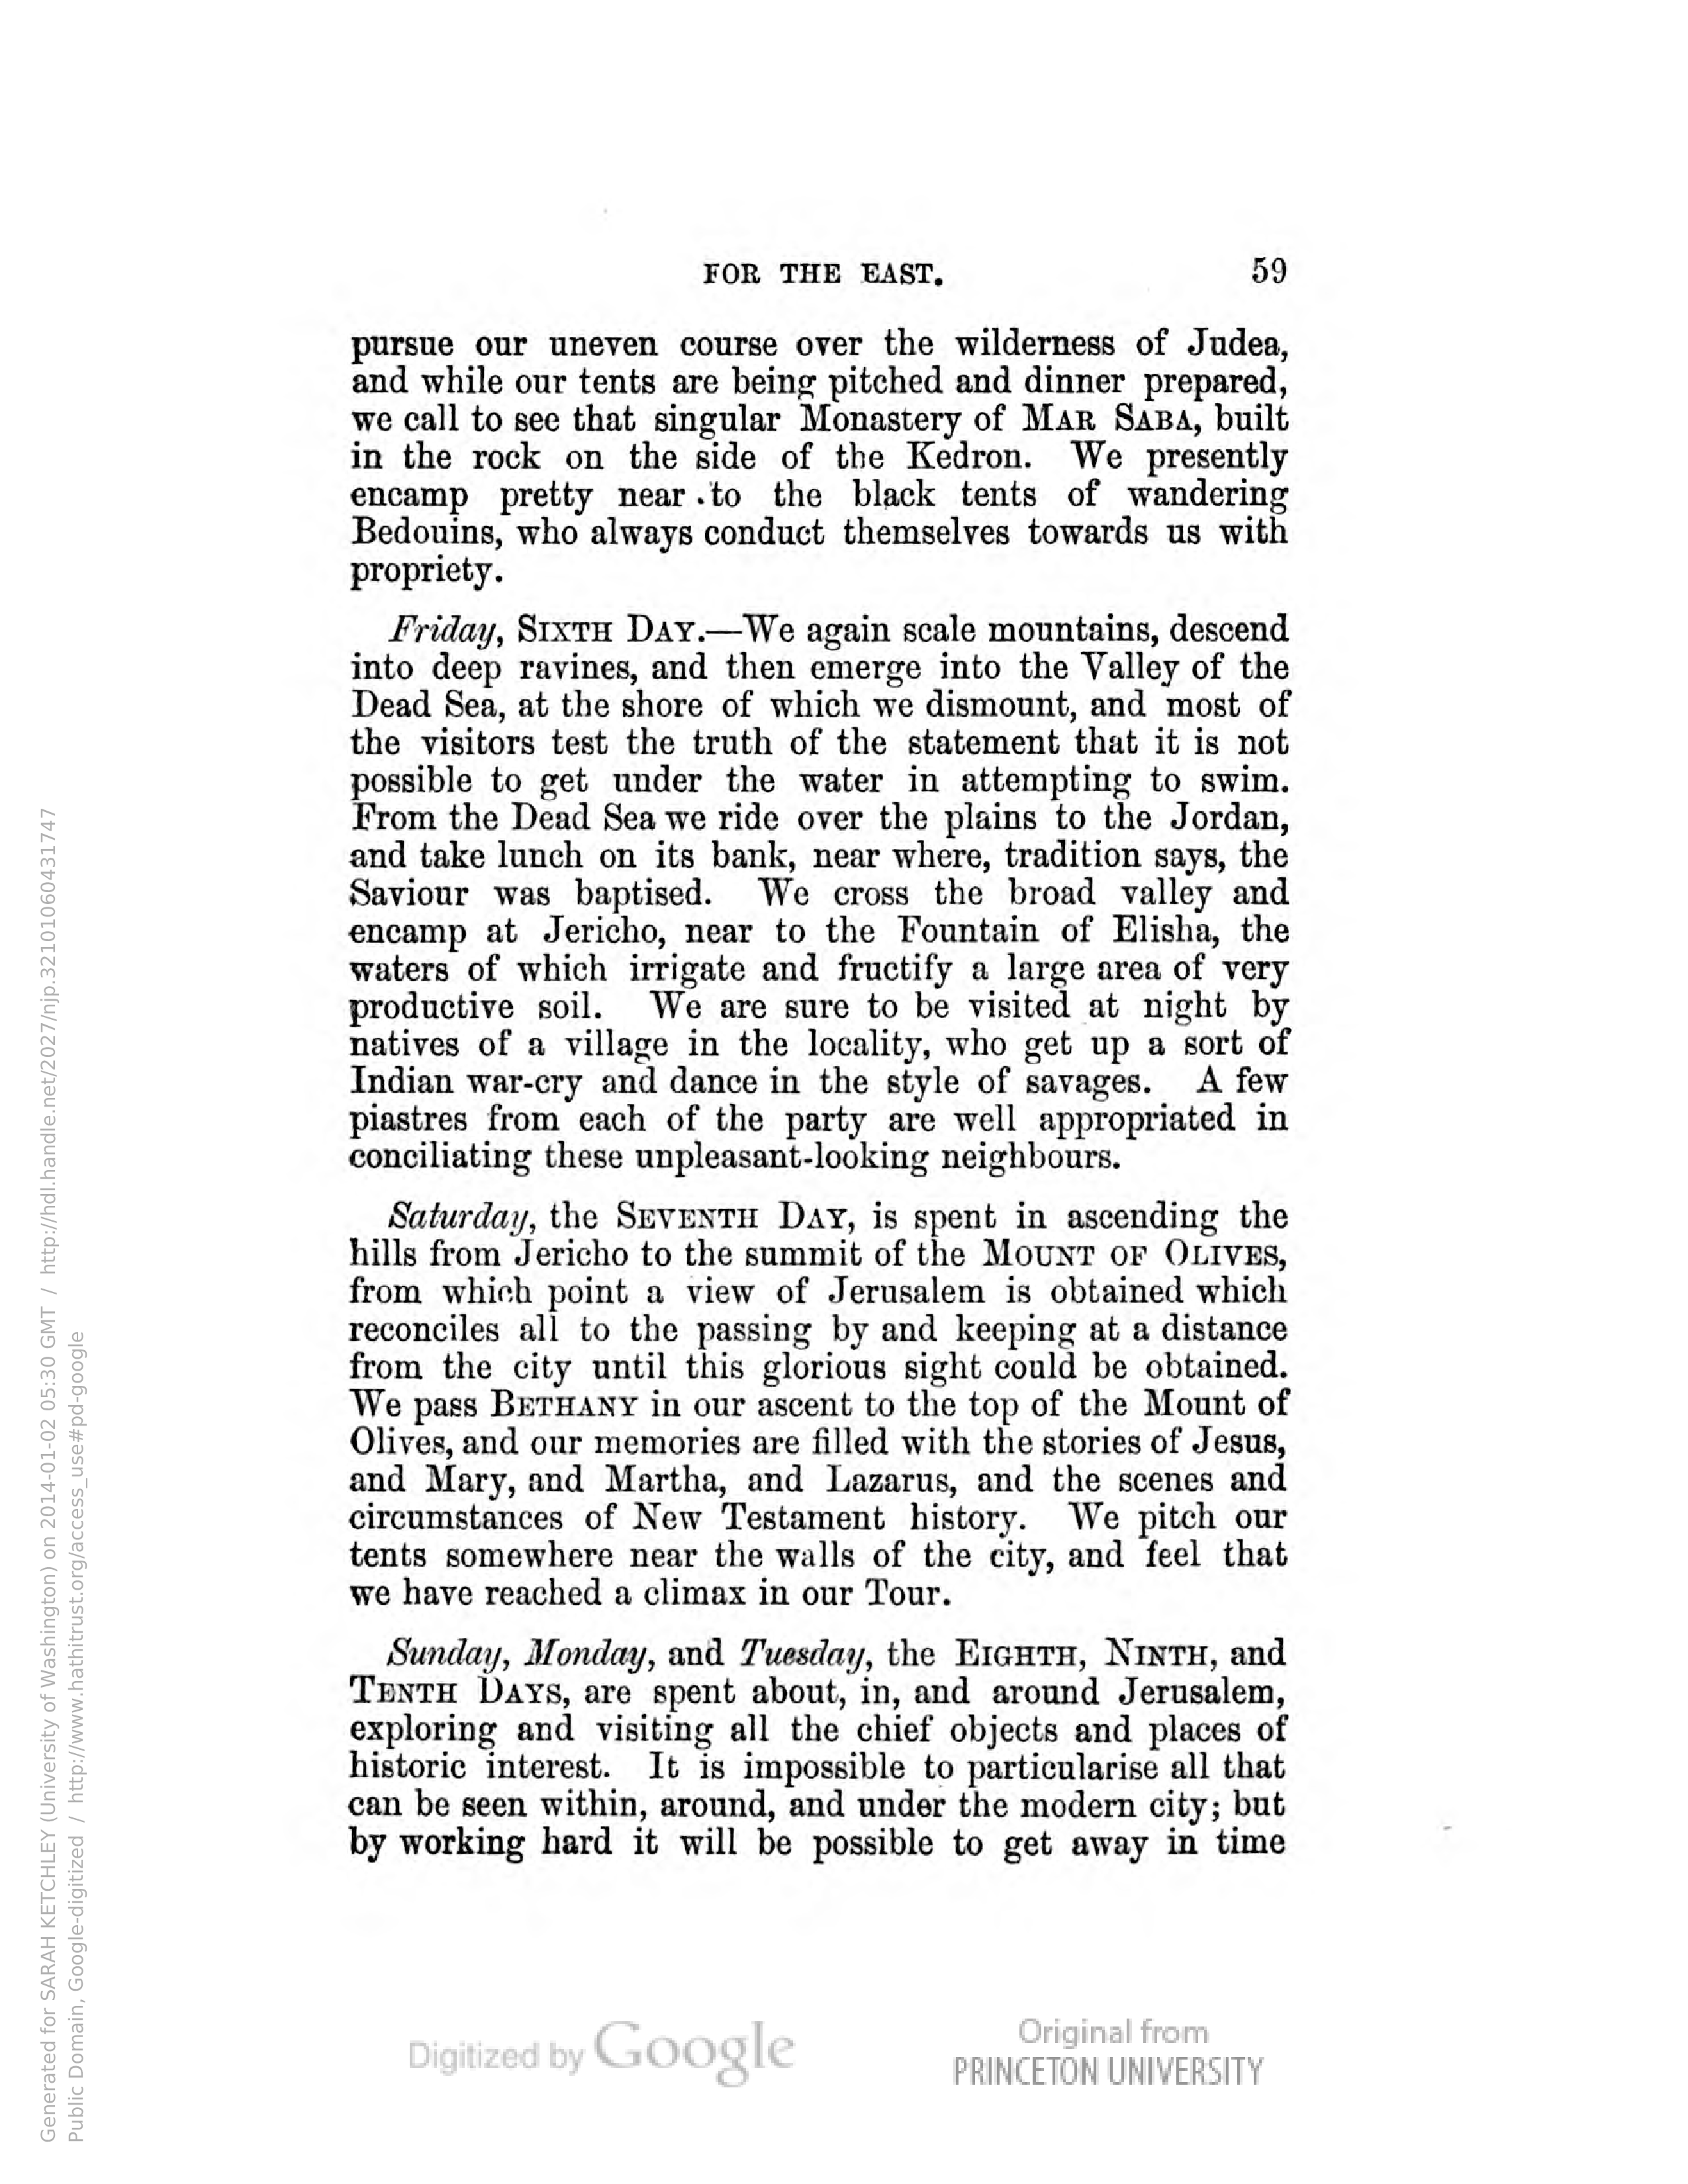 FOR THE EAST. 59
pursue our uneven course over the wilderness of Judea,
and while our tents are being pitched and dinner prepared,
we call to see that singular Monastery of MAR SABA, built
in the rock on the side of the Kedron. We presently
encamp pretty near to the black tents of wandering
Bedouins, who always conduct themselves towards us with
propriety.
Friday, SIXTH DAY.—We again scale mountains, descend
into deep ravines, and then emerge into the Valley of the
Dead Sea, at the shore of which we dismount, and most of
the visitors test the truth of the statement that it is not
possible to get under the water in attempting to swim.
From the Dead Sea we ride over the plains to the Jordan,
and take lunch on its bank, near where, tradition says, the
Saviour was baptised. We cross the broad valley and
encamp at Jericho, near to the Fountain of Elisha, the
waters of which irrigate and fructify a large area of very
productive soil. We are sure to be visited at night by
natives of a village in the locality, who get up a sort of
Indian war-cry and dance in the style of savages. A few
piastres from each of the party are well appropriated in
conciliating these unpleasant-looking neighbours.
Saturday, the SEVENTH DAY, is spent in ascending the
hills from Jericho to the summit of the MOUNT OF OLIVES,
from which point a view of Jerusalem is obtained which
reconciles all to the passing by and keeping at a distance
from the city until this glorious sight could be obtained.
We pass BETHANY in our ascent to the top of the Mount of
Olives, and our memories are filled with the stories of Jesus,
and Mary, and Martha, and Lazarus, and the scenes and
circumstances of New Testament history. We pitch our
tents somewhere near the walls of the city, and feel that
we have reached a climax in our Tour.
Sunday, Monday, and Tuesday, the EIGHTH, NINTH, and
TENTH DAYS, are spent about, in, and around Jerusalem,
exploring and visiting all the chief objects and places of
historic interest. It is impossible to particularise all that
can be seen within, around, and under the modern city; but
by working hard it will be possible to get away in time
Digitized by Google
Original from
PRINCETON UNIVERSITY
Generated for SARAH KETCHLEY (University of Washington) on 2014-01-02 05:30 GMT / http://hdl.handle.net/2027/njp.32101060431747
Public Domain, Google-digitized / http://www.hathitrust.org/access_use#pd-google